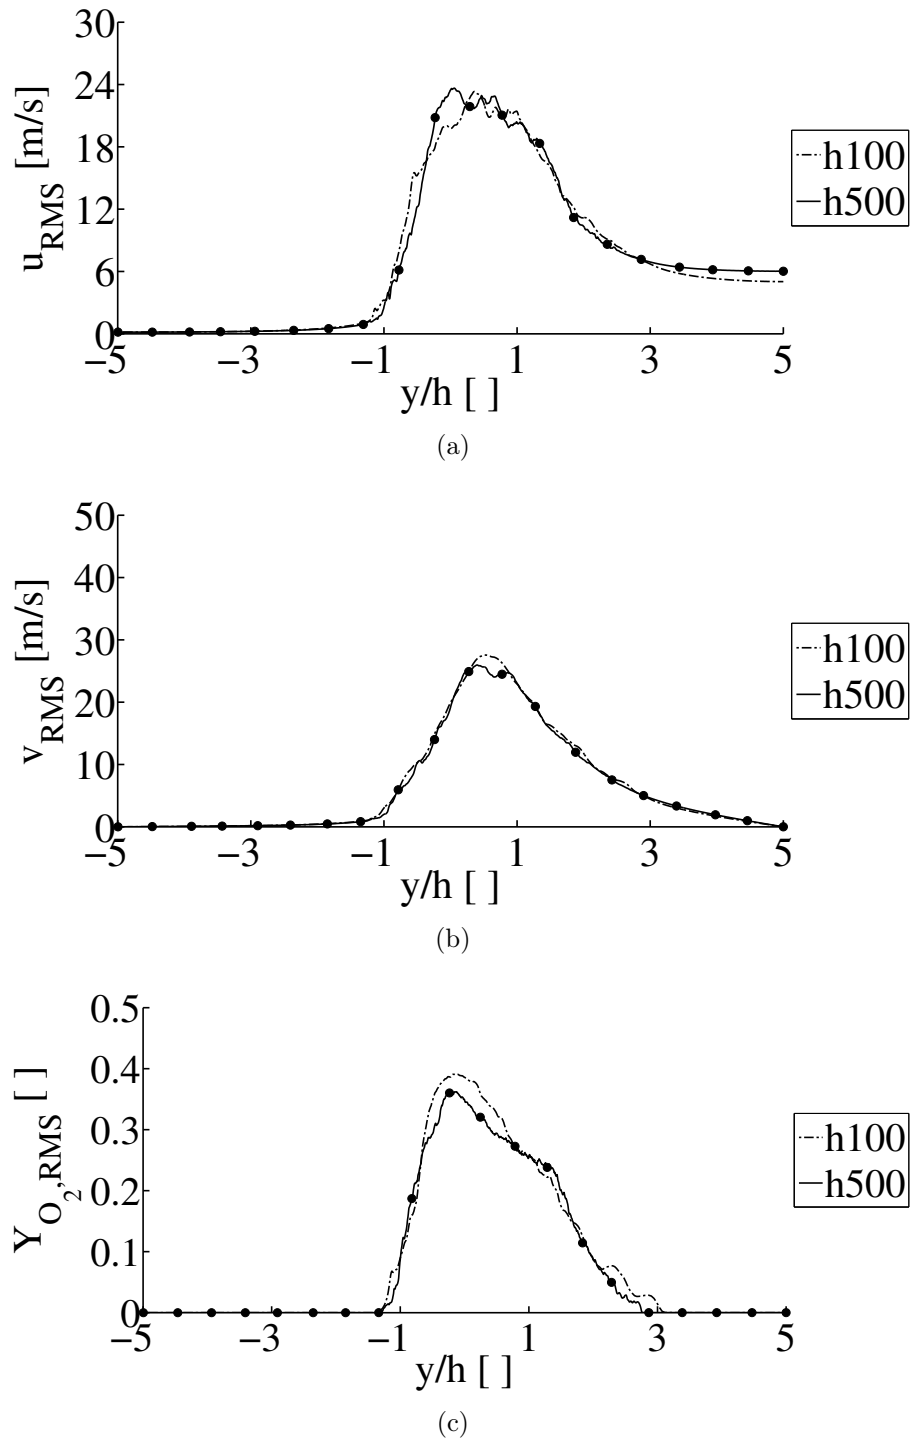 30
24
18
12
6
0
u_RMS [m/s]
−5 −3 −1 1 3 5
y/h [ ]
h100
h500
(a)
50
40
30
20
10
0
v_RMS [m/s]
−5 −3 −1 1 3 5
y/h [ ]
h100
h500
(b)
0.5
0.4
0.3
0.2
0.1
0
Y_O₂,RMS [ ]
−5 −3 −1 1 3 5
y/h [ ]
h100
h500
(c)